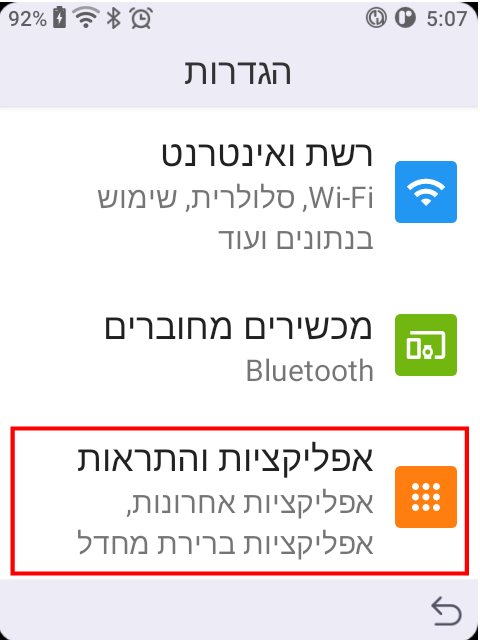 92% 5:07
הגדרות
רשת ואינטרנט
Wi-Fi, סלולרית, שימוש
בנתונים ועוד
מכשירים מחוברים
Bluetooth
אפליקציות והתראות
אפליקציות אחרונות,
אפליקציות ברירת מחדל